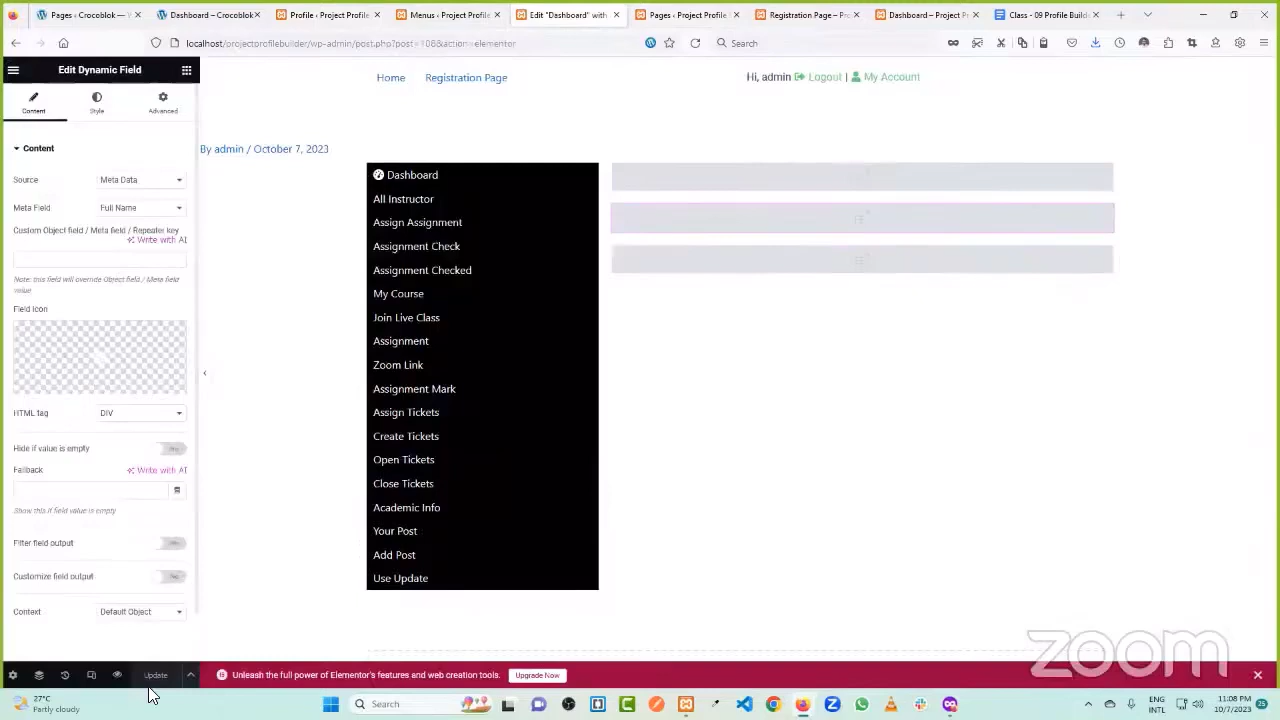 Pages ‹ Copoblock
WordPress ‹ Copoblock
Project Profile
Menus ‹ Project Profile B
Edit "Dashboard" with
Pages ‹ Project Profile
Registration Page –
Dashboard – Project Pr
Class - 09 Profile Builde
localhost/projectprofilebuilder/wp-admin/post.php?post=106&action=elementor
Search
Edit Dynamic Field
Content
Style
Advanced
Content
Source
Meta Data
Meta Field
Full Name
Custom Object field / Meta field / Repeater key
Write with AI
Note: this field will override Object field / Meta field
value
Field Icon
HTML tag
DIV
Hide if value is empty
Fallback
Write with AI
Show this if field value is empty
Filter field output
Customize field output
Context
Default Object
Update
Home
Registration Page
Hi, admin Logout | My Account
By admin / October 7, 2023
Dashboard
All Instructor
Assign Assignment
Assignment Check
Assignment Checked
My Course
Join Live Class
Assignment
Zoom Link
Assignment Mark
Assign Tickets
Create Tickets
Open Tickets
Close Tickets
Academic Info
Your Post
Add Post
Use Update
zoom
Unleash the full power of Elementor's features and web creation tools.
Upgrade Now
27°C
Partly cloudy
Search
ENG
INTL
11:08 PM
10/7/2023